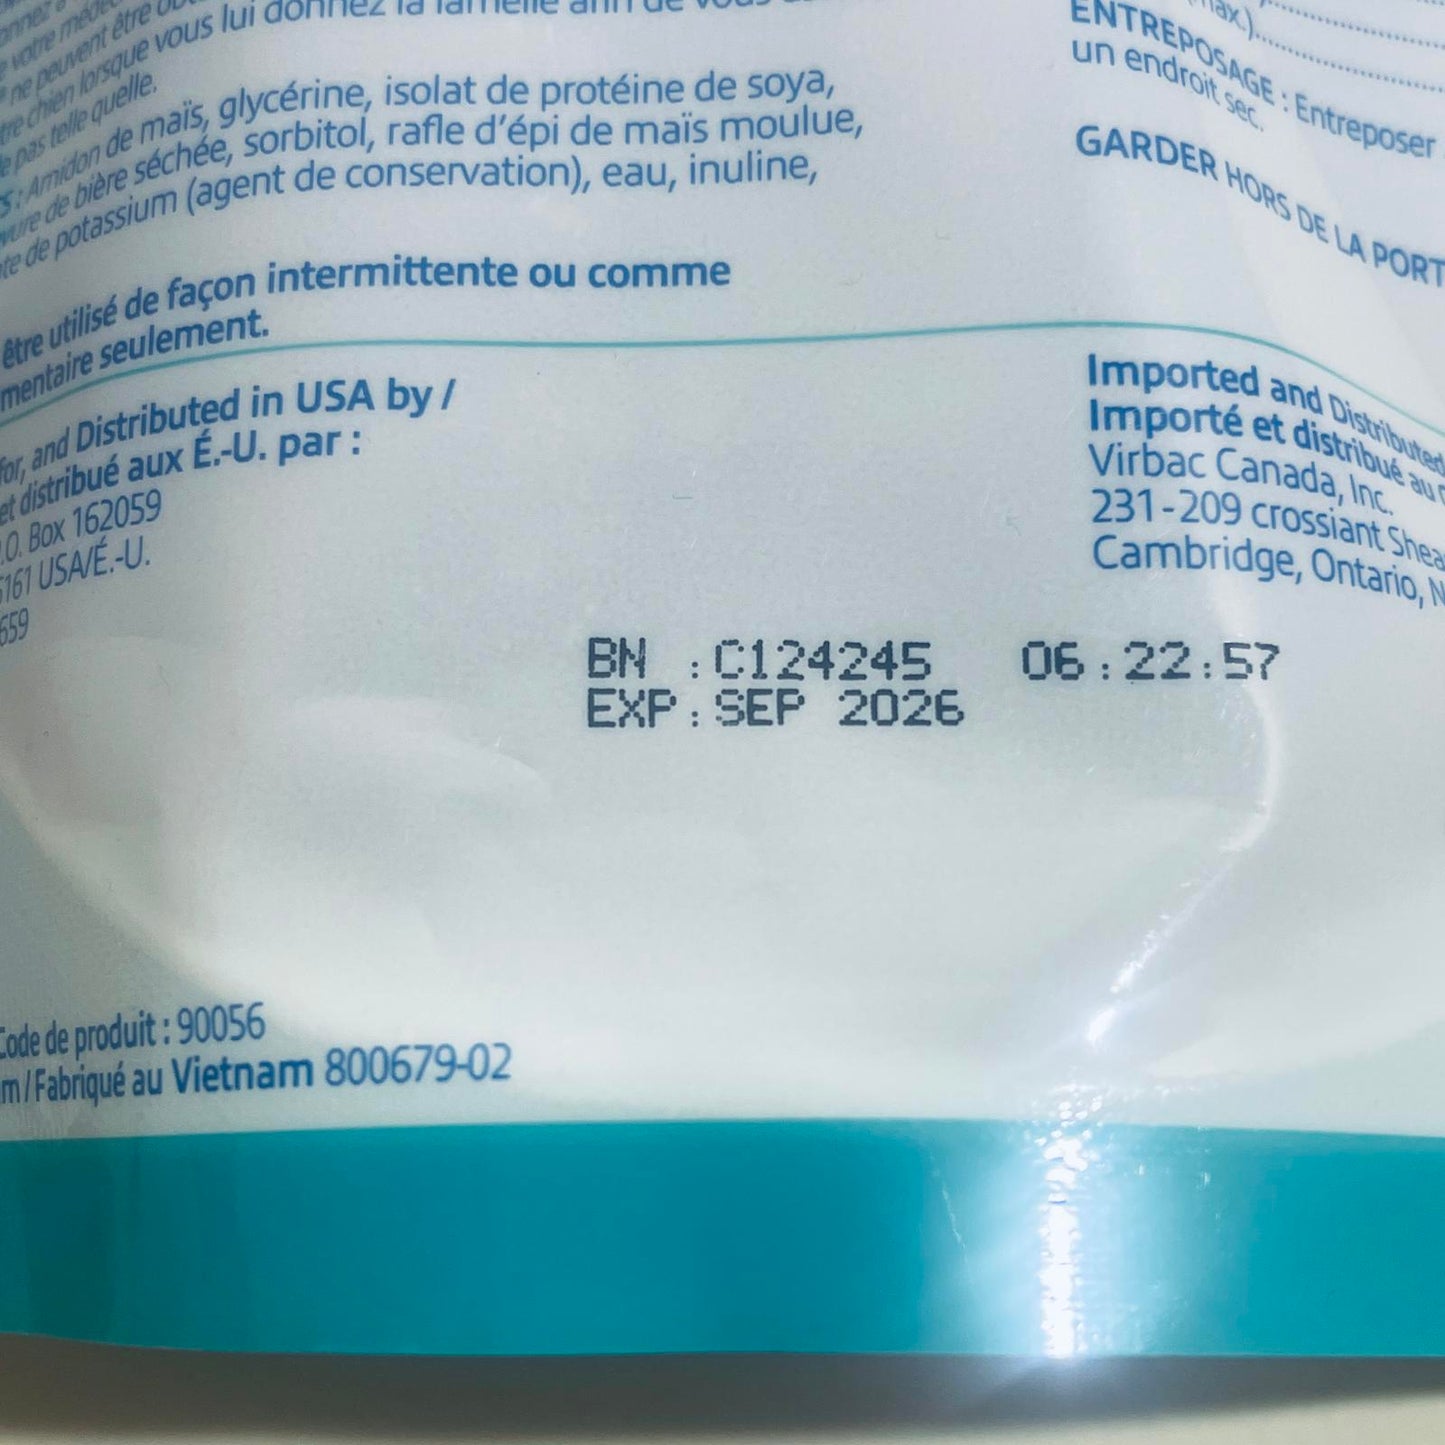 votre
ne peuvent être
chien lorsque vous lui donnez la lamelle afin de vous
pas telle quelle.
: Amidon de maïs, glycérine, isolat de protéine de soya,
de bière séchée, sorbitol, rafle d'épi de maïs moulue,
de potassium (agent de conservation), eau, inuline,
être utilisé de façon intermittente ou comme
mentaire seulement.
for, and Distributed in USA by /
et distribué aux É.-U. par :
.O. Box 162059
161 USA/É.-U.
659
max.)
ENTREPOSAGE : Entreposer
un endroit sec.
GARDER HORS DE LA PORT
Imported and Distributed
Importé et distribué au
Virbac Canada, Inc.
231-209 crossiant Shea
Cambridge, Ontario, N
BN : C124245 06:22:57
EXP: SEP 2026
Code de produit : 90056
m / Fabriqué au Vietnam 800679-02